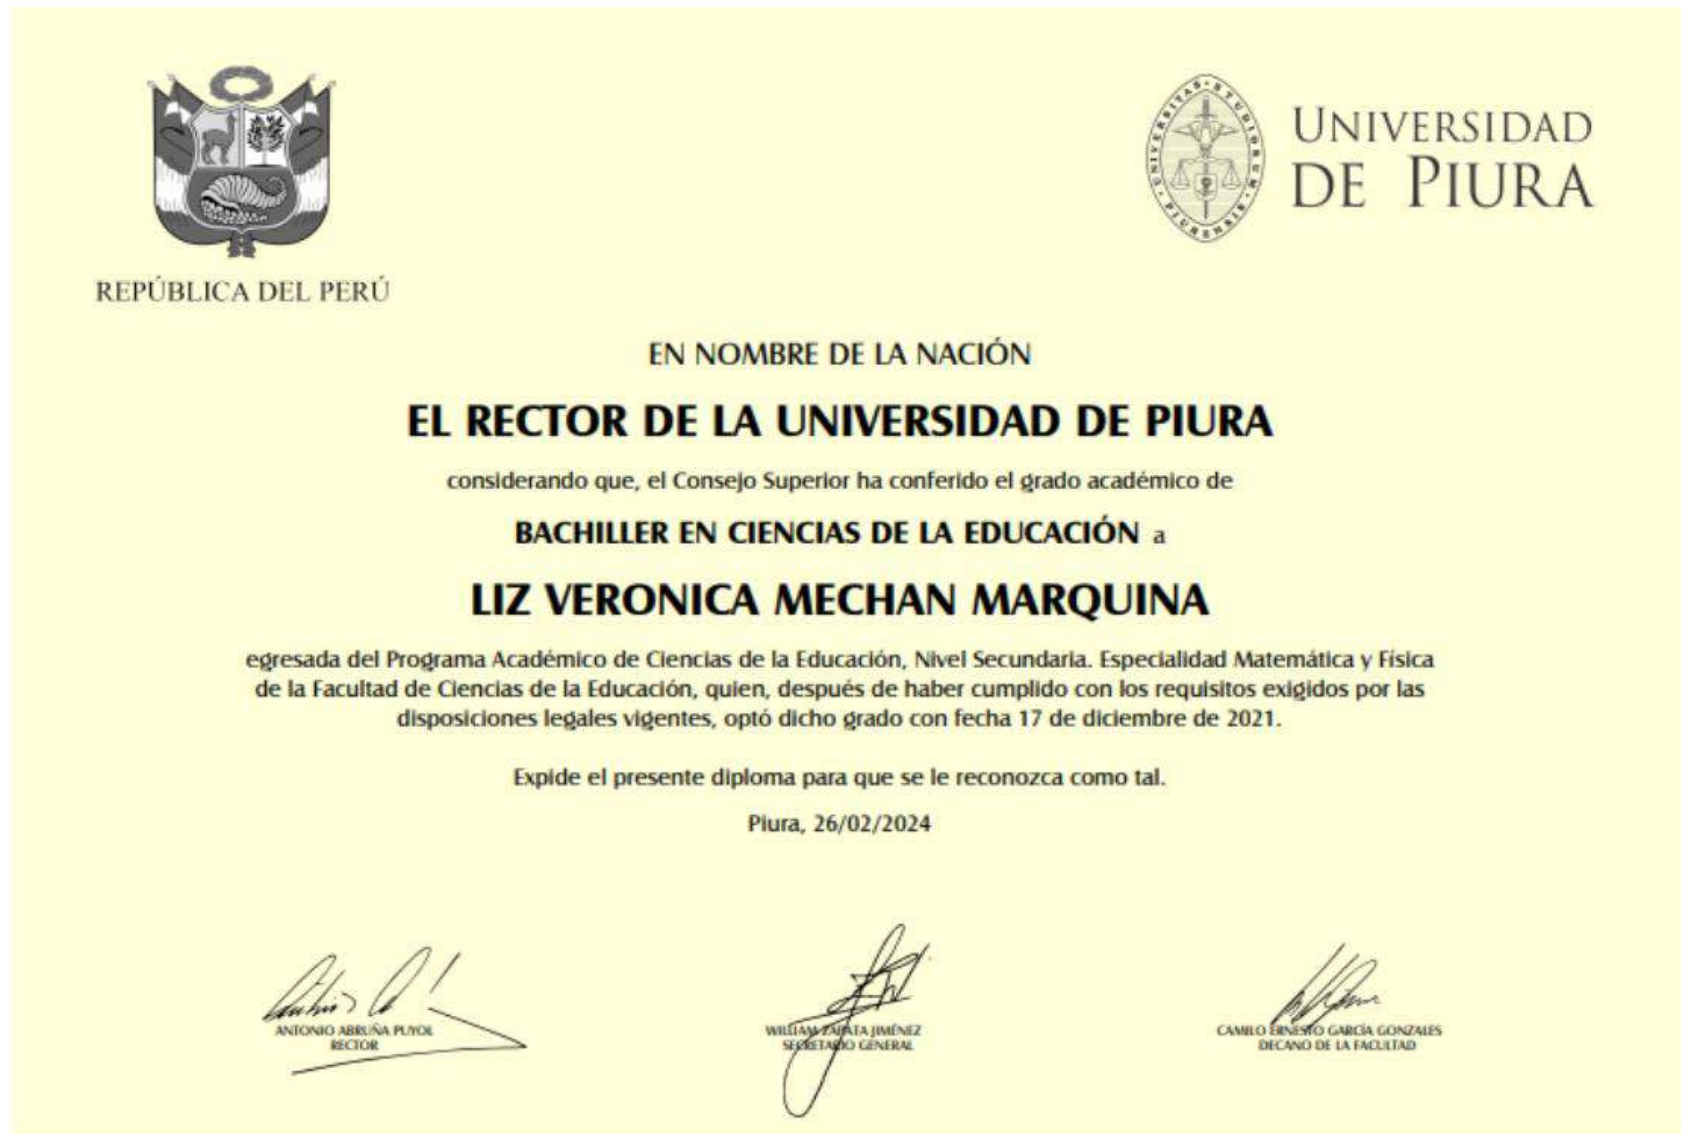 REPÚBLICA DEL PERÚ
UNIVERSITAS STUDIORUM PIURENSIS
UNIVERSIDAD
DE PIURA
EN NOMBRE DE LA NACIÓN
EL RECTOR DE LA UNIVERSIDAD DE PIURA
considerando que, el Consejo Superior ha conferido el grado académico de
BACHILLER EN CIENCIAS DE LA EDUCACIÓN a
LIZ VERONICA MECHAN MARQUINA
egresada del Programa Académico de Ciencias de la Educación, Nivel Secundaria. Especialidad Matemática y Física
de la Facultad de Ciencias de la Educación, quien, después de haber cumplido con los requisitos exigidos por las
disposiciones legales vigentes, optó dicho grado con fecha 17 de diciembre de 2021.
Expide el presente diploma para que se le reconozca como tal.
Piura, 26/02/2024
ANTONIO ABRUÑA PUYOL
RECTOR
WILLIAM ZAPATA JIMÉNEZ
SECRETARIO GENERAL
CAMILO ERNESTO GARCÍA GONZALES
DECANO DE LA FACULTAD